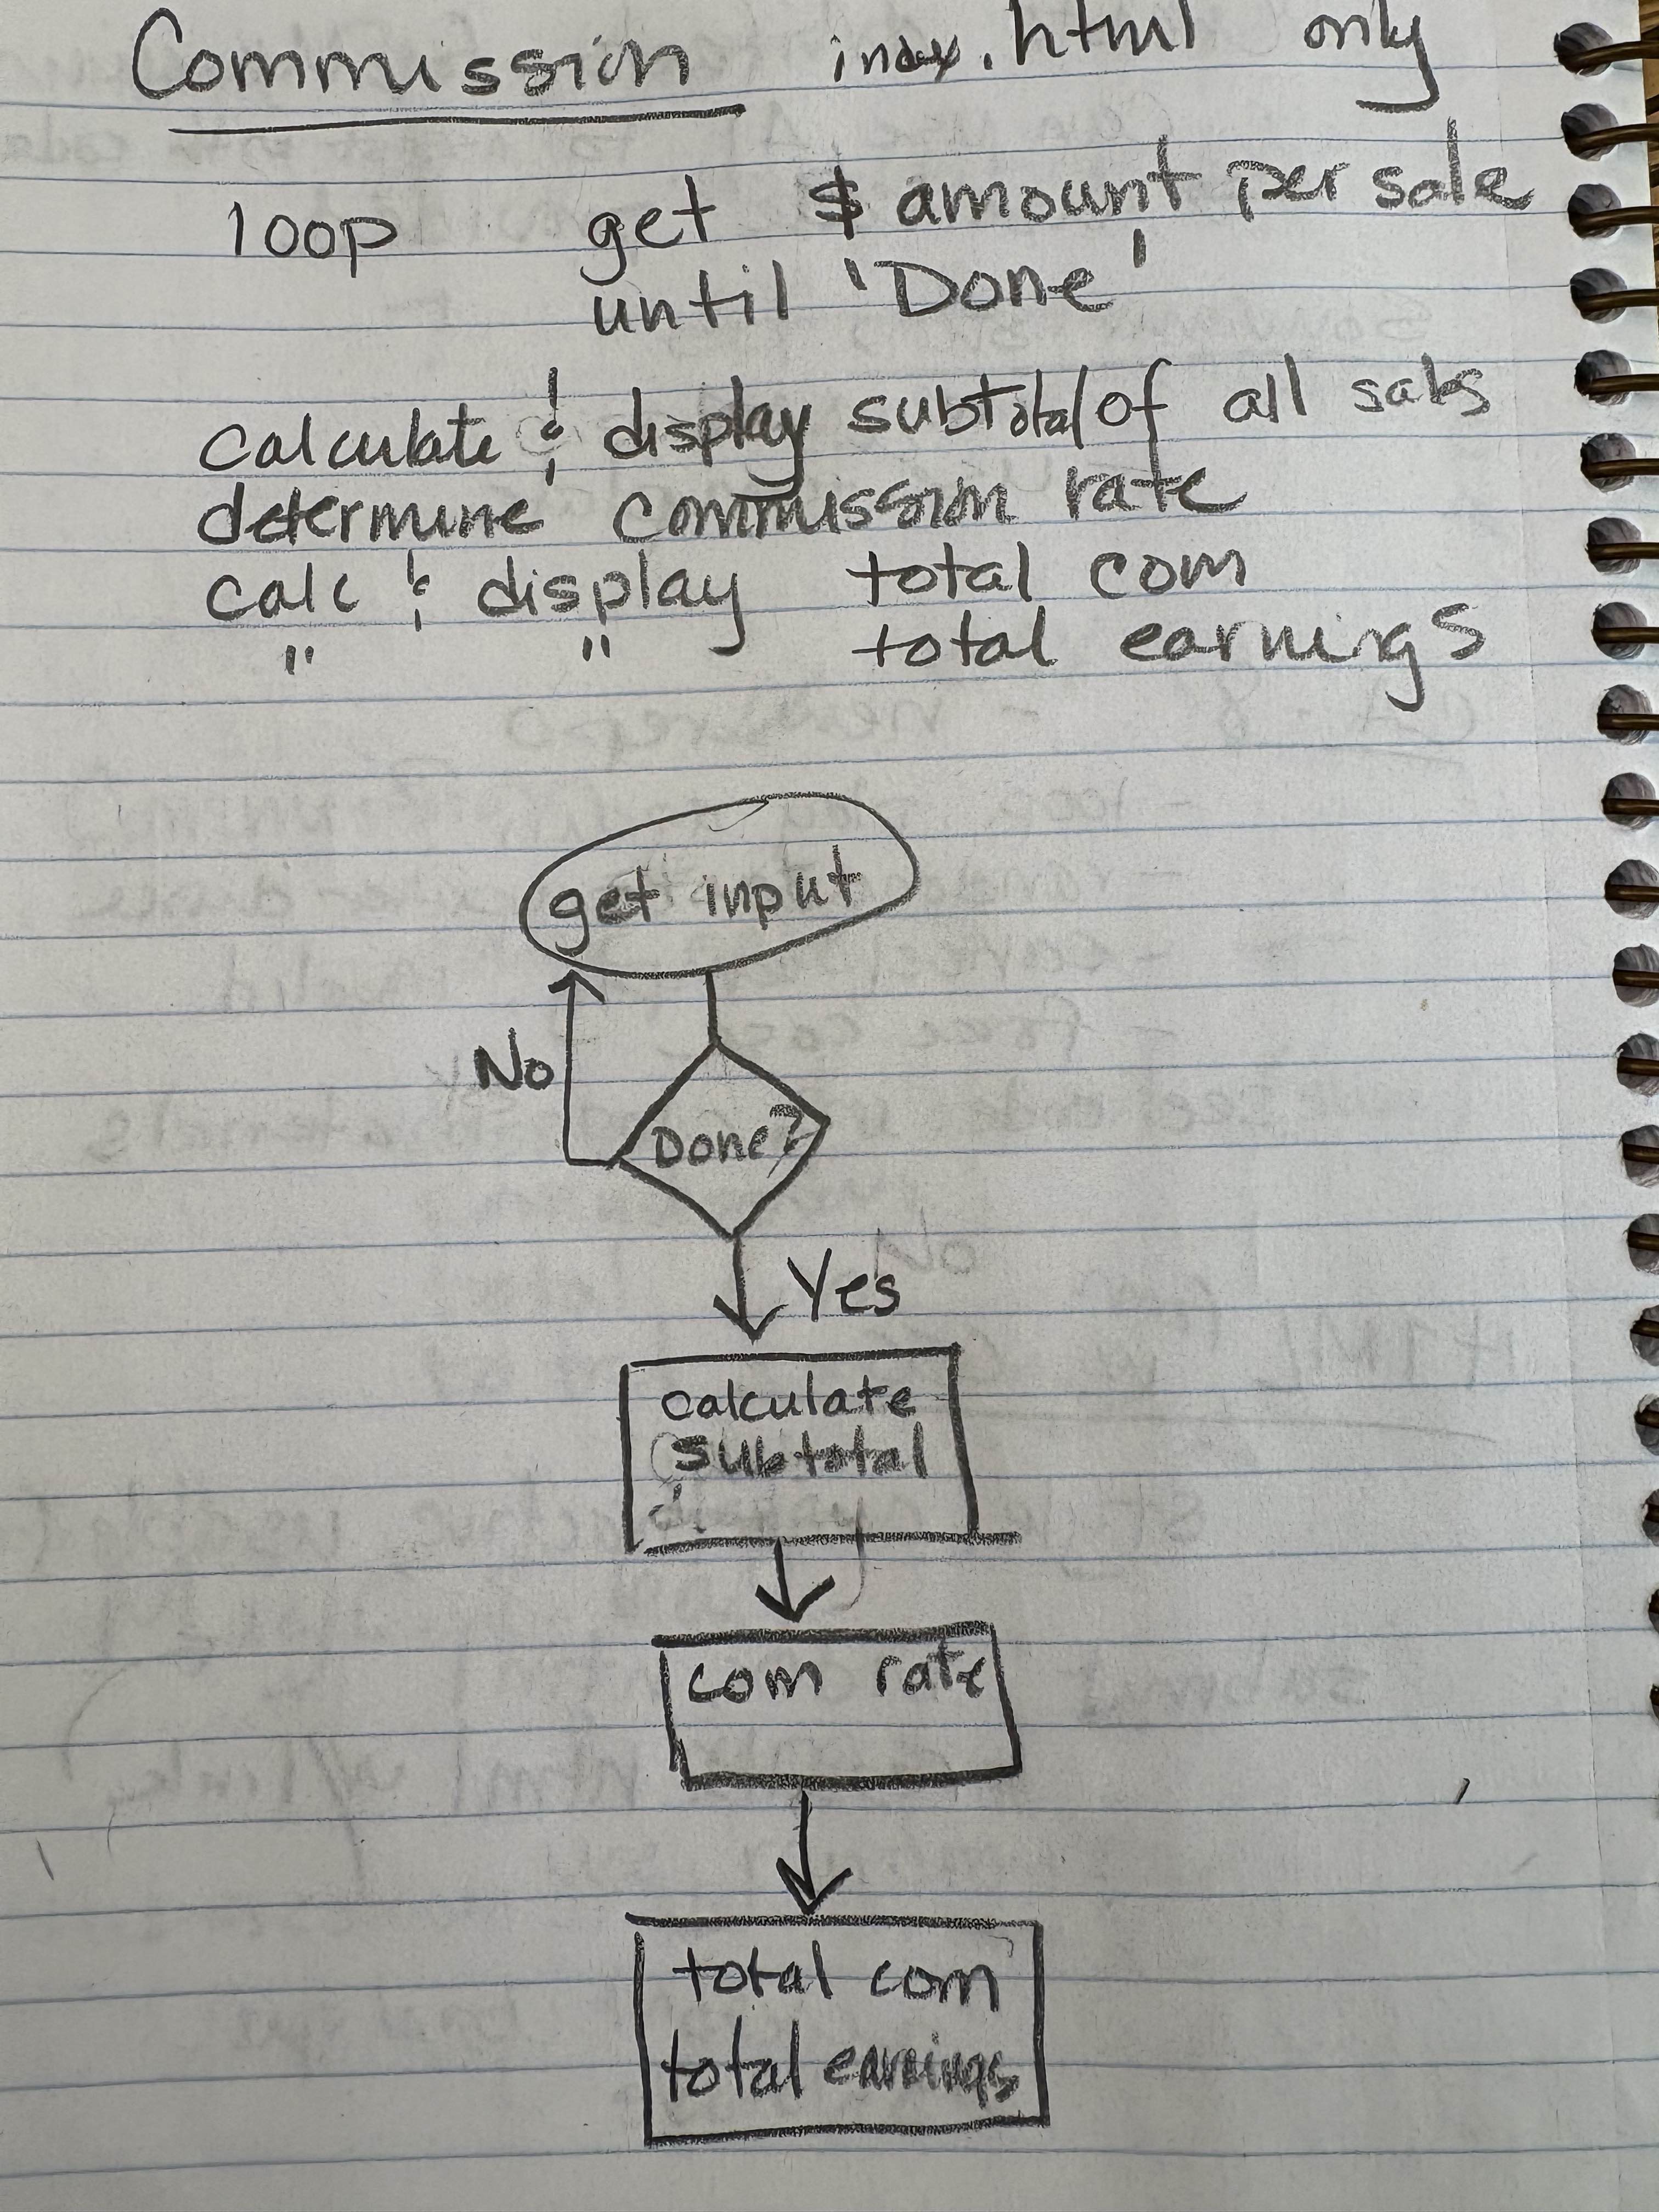 Commission index.html only
loop get $ amount per sale
until 'Done'
calculate & display subtotal of all sales
determine commission rate
calc & display total com
" " total earnings
get input
No
Done?
Yes
calculate
subtotal
com rate
total com
total earnings